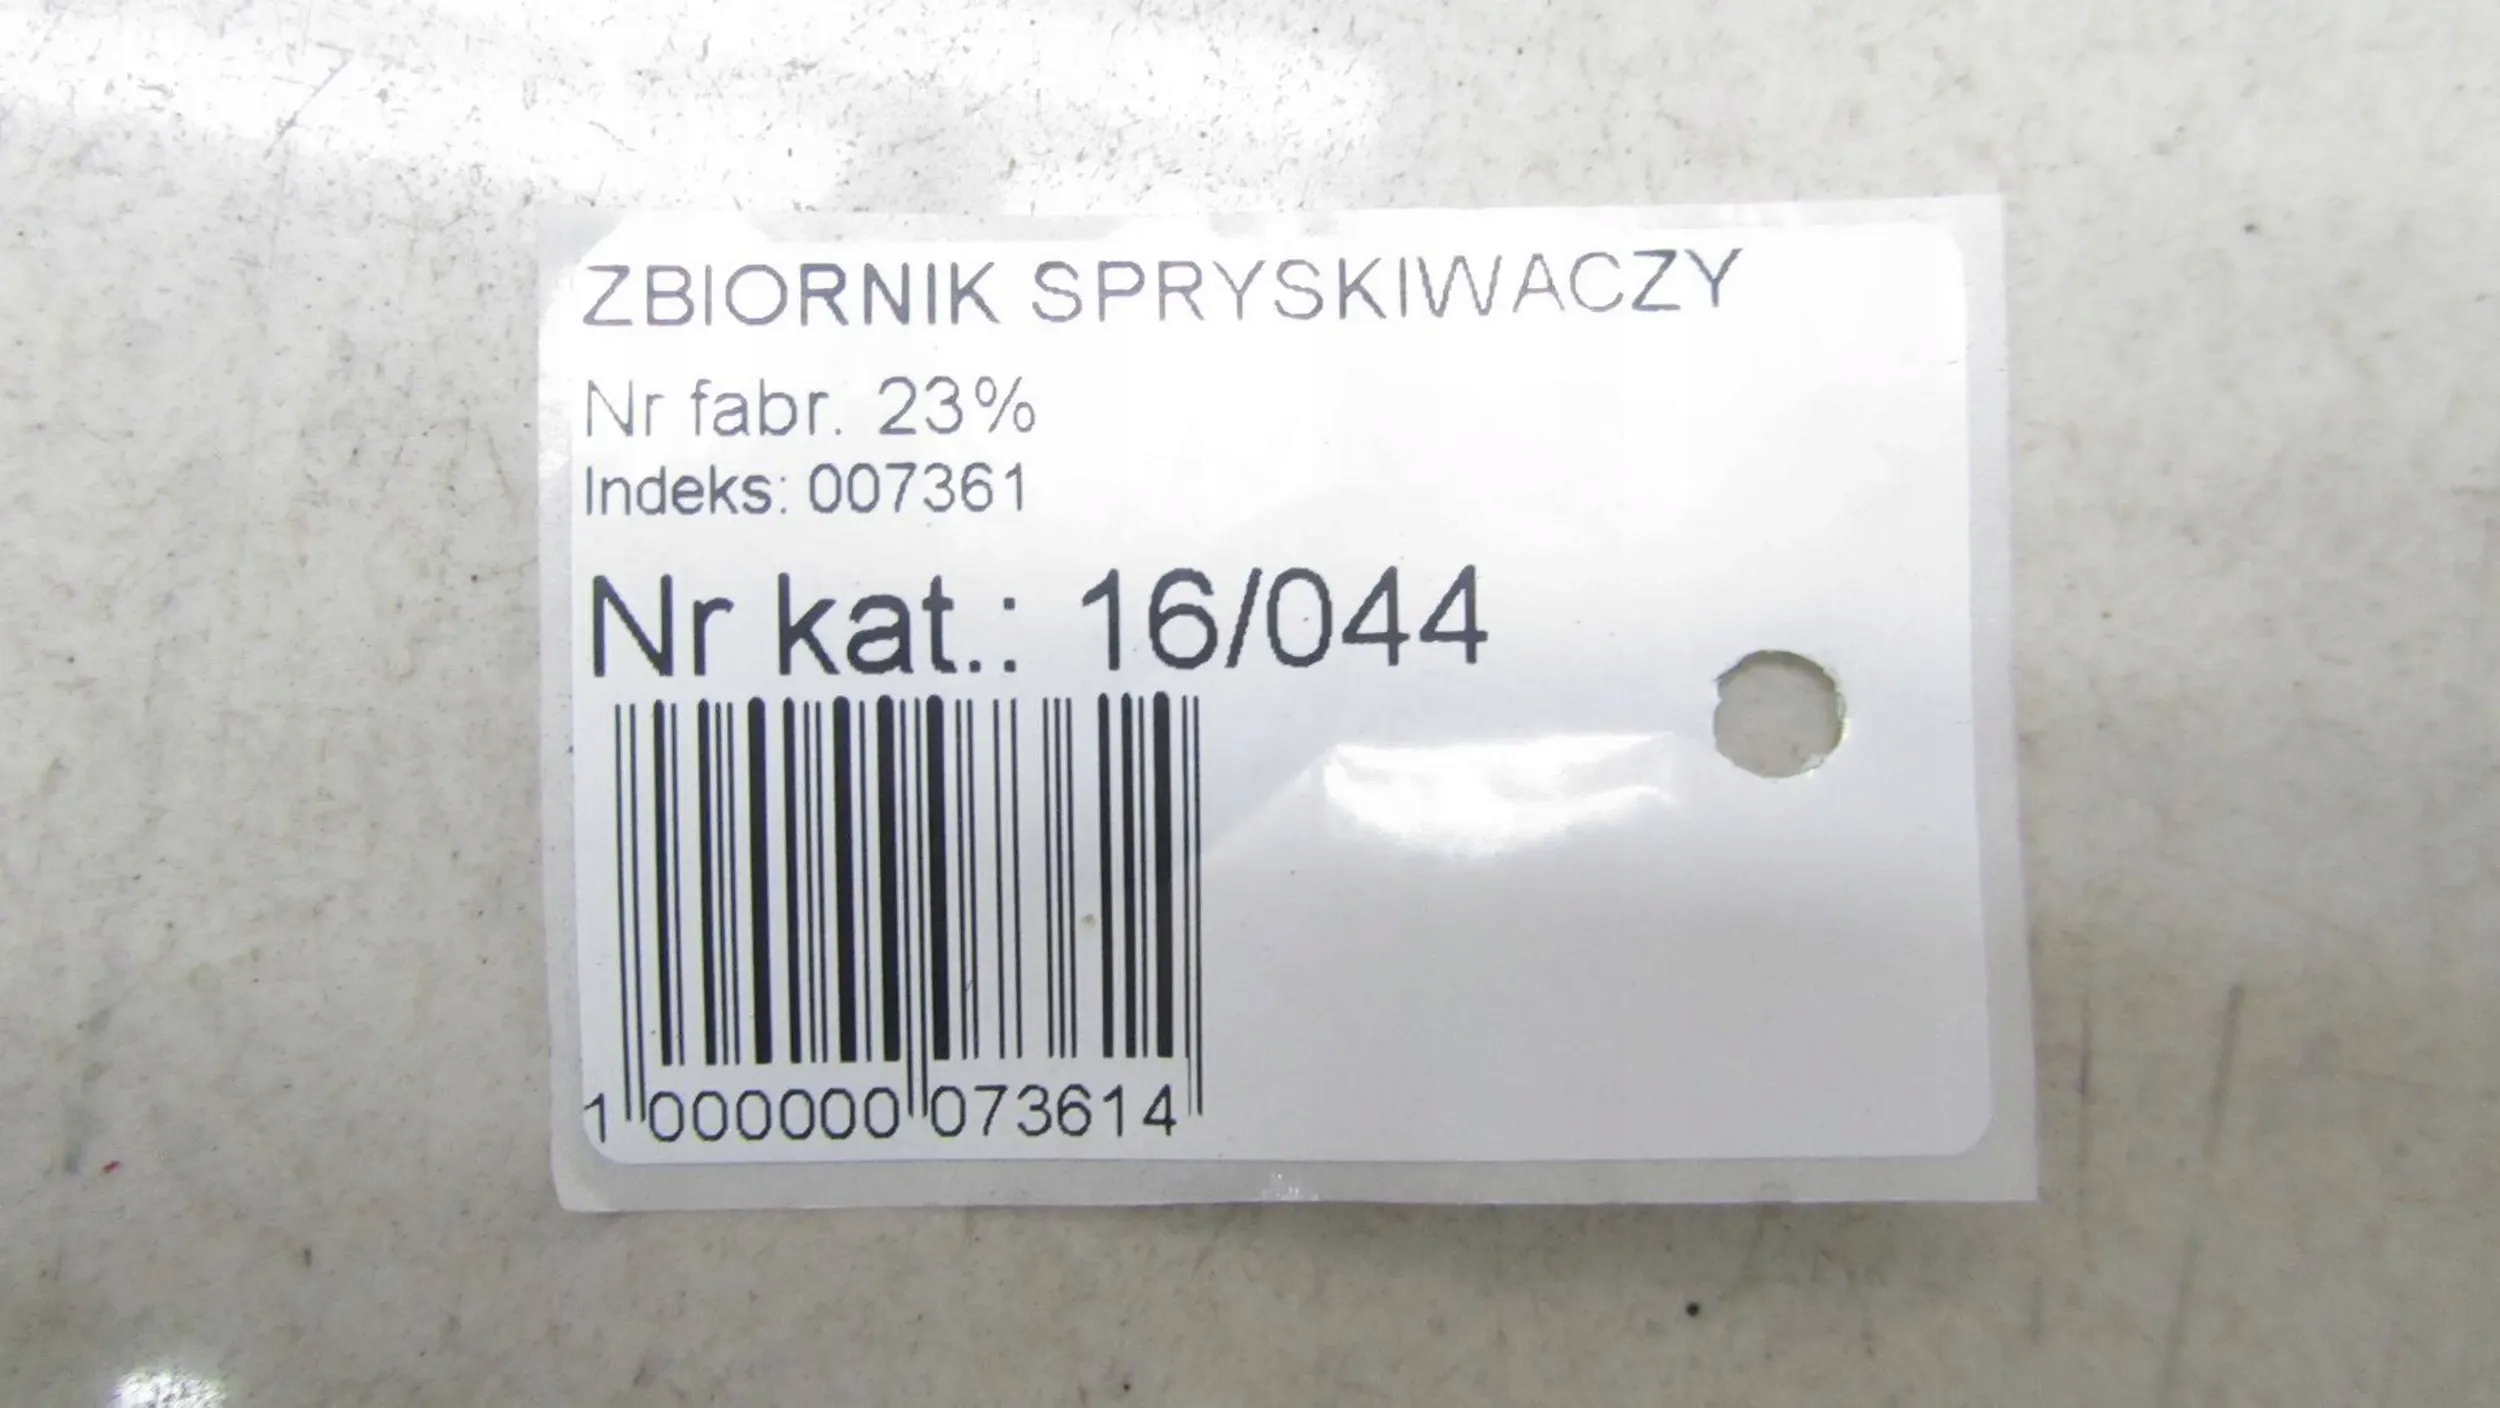 ZBIORNIK SPRYSKIWACZY
Nr fabr. 23%
Indeks: 007361
Nr kat.: 16/044
1 000000 073614